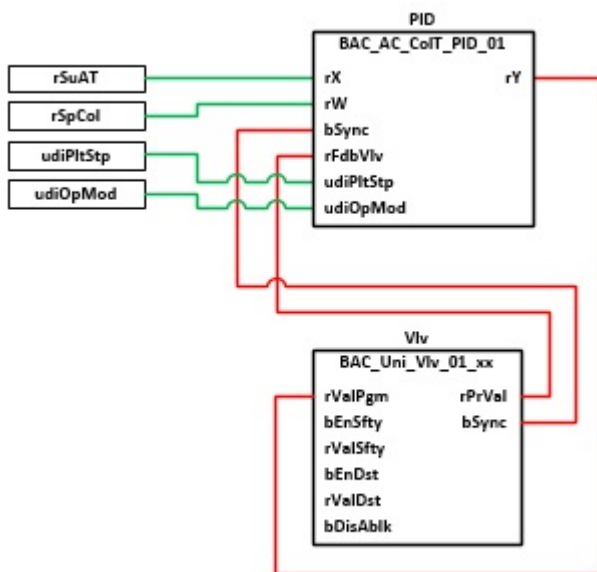 PID
BAC_AC_ColT_PID_01
rSuAT
rX
rY
rSpCol
rW
bSync
udiPltStp
rFdbVlv
udiPltStp
udiOpMod
udiOpMod
Vlv
BAC_Uni_Vlv_01_xx
rValPgm
rPrVal
bEnSfty
bSync
rValSfty
bEnDst
rValDst
bDisAblk